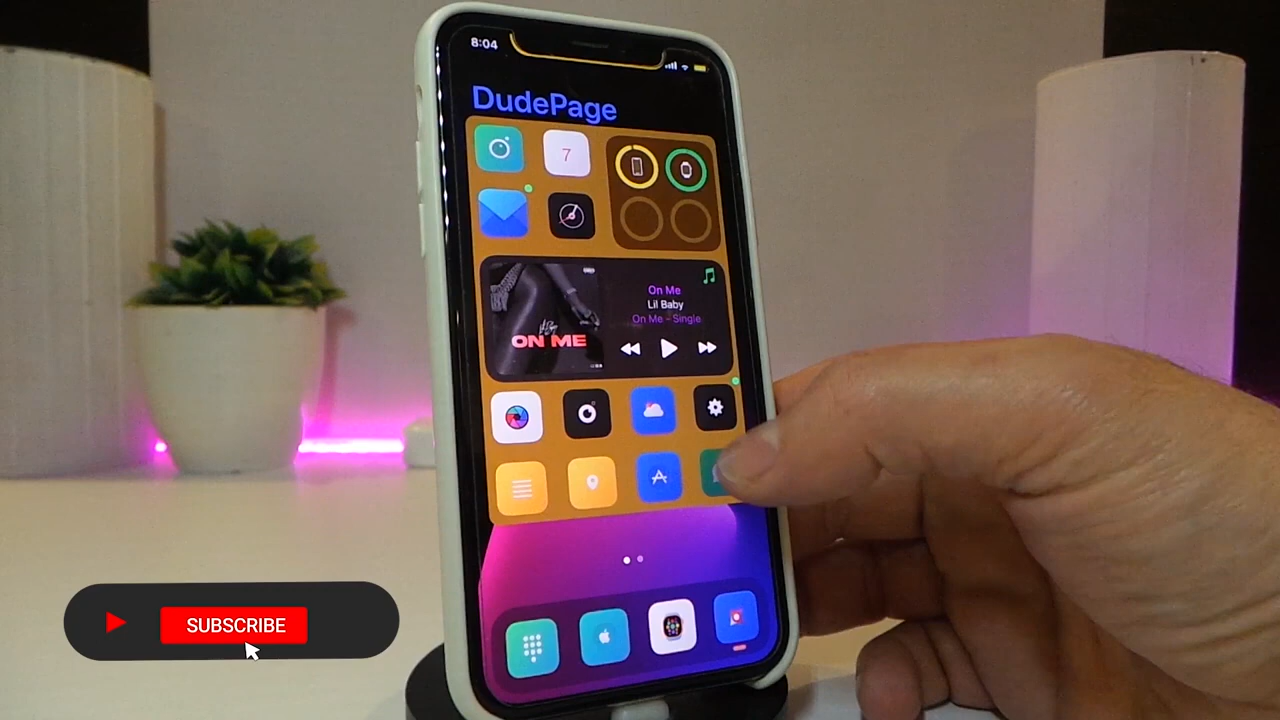 8:04
DudePage
7
On Me
Lil Baby
On Me - Single
ON ME
SUBSCRIBE